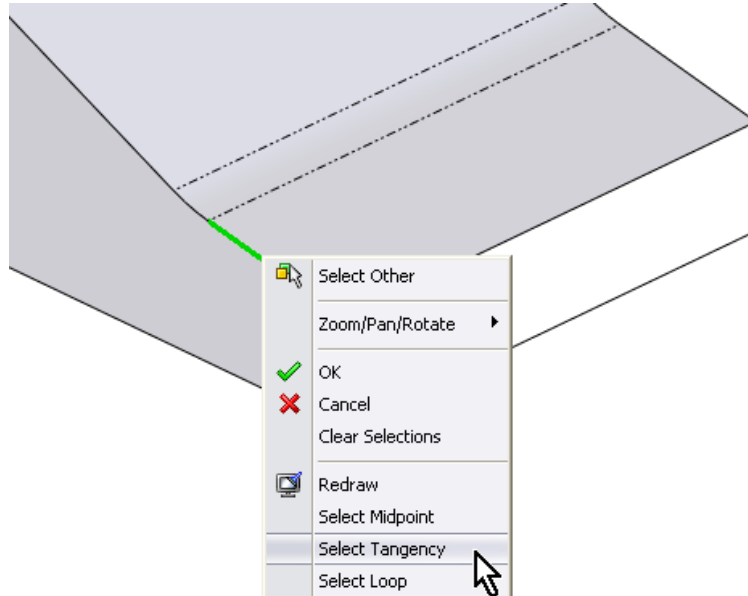 Select Other
Zoom/Pan/Rotate
OK
Cancel
Clear Selections
Redraw
Select Midpoint
Select Tangency
Select Loop